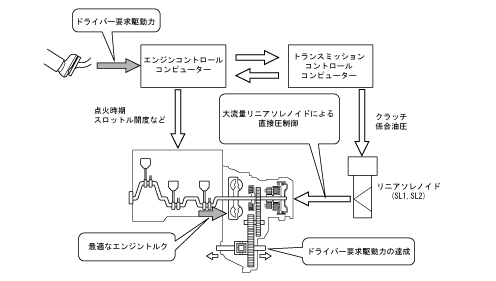 ドライバー要求駆動力
エンジンコントロール
コンピューター
トランスミッション
コントロール
コンピューター
点火時期
スロットル開度など
大流量リニアソレノイドによる
直接圧制御
クラッチ
係合油圧
リニアソレノイド
(SL1, SL2)
最適なエンジントルク
ドライバー要求駆動力の達成